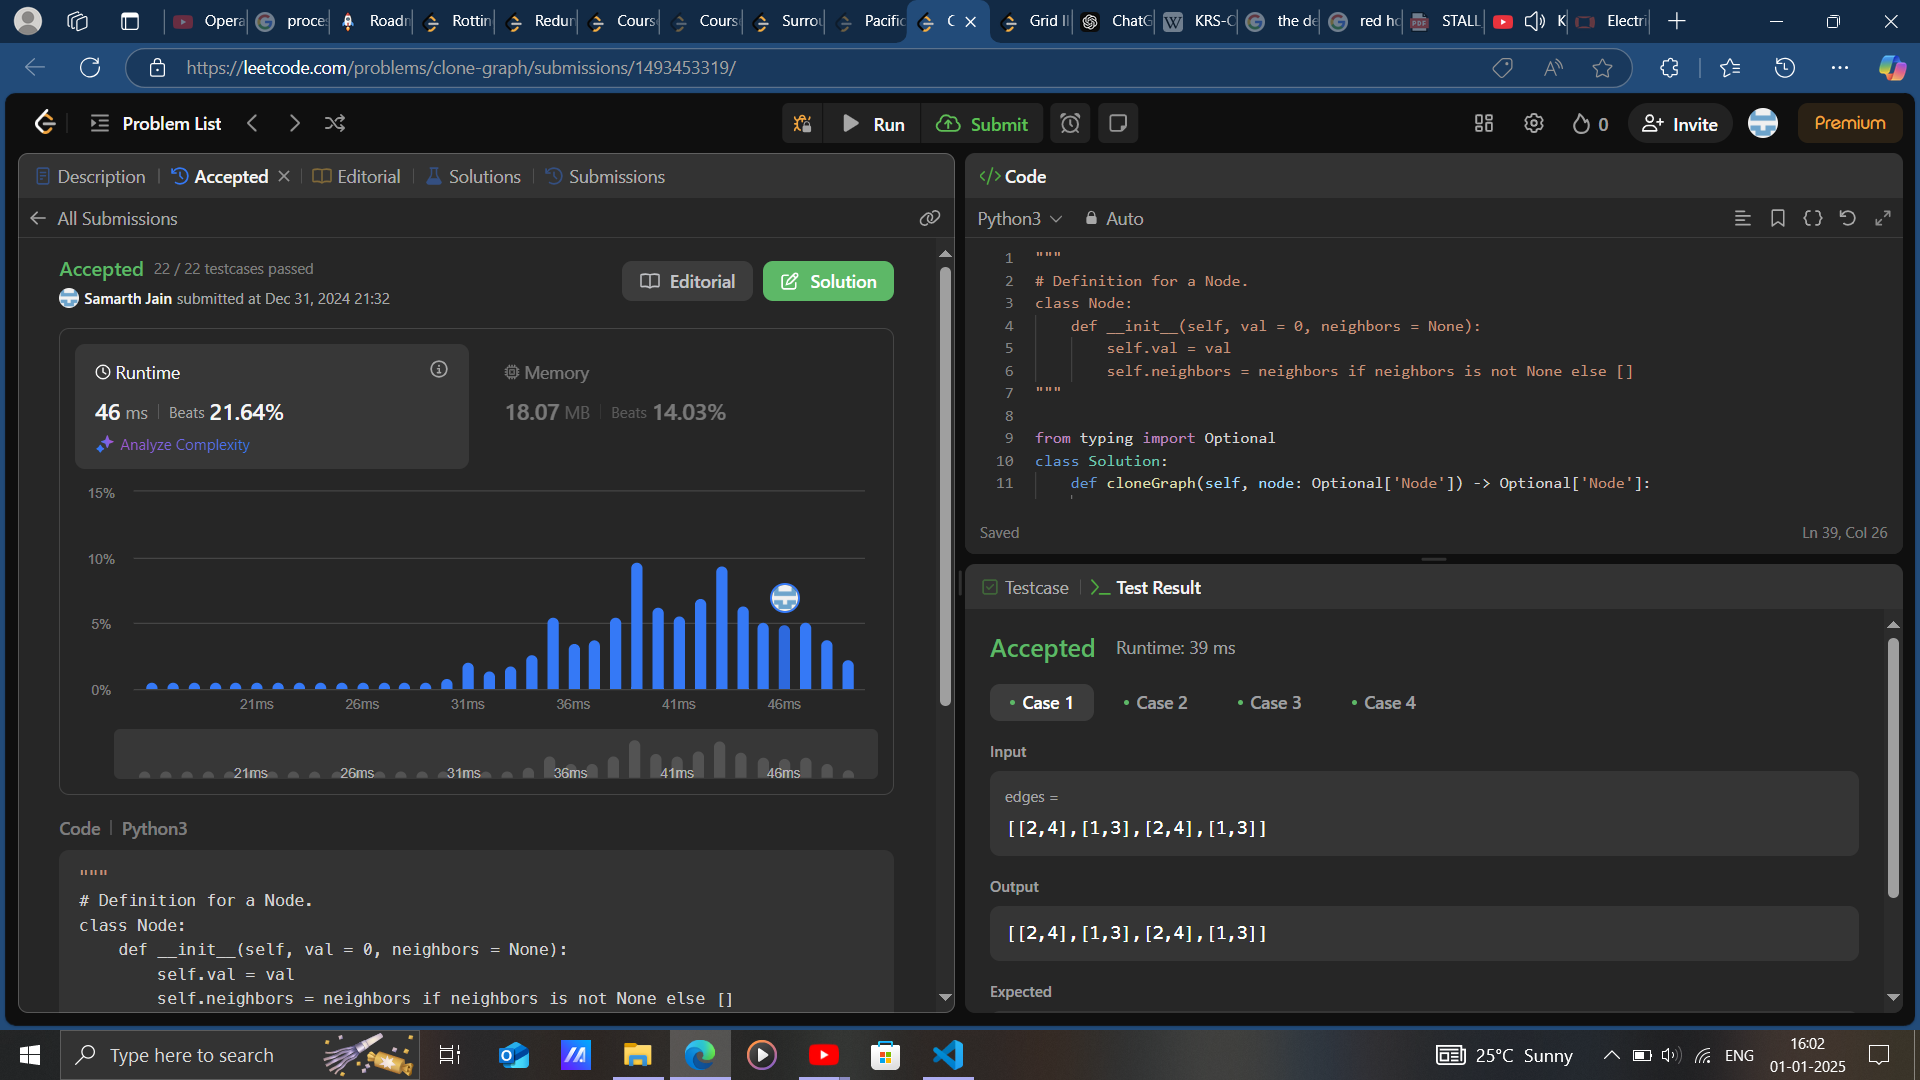 Opera
proces
Roadn
Rottin
Redun
Cours
Cours
Surrou
Pacific
Grid Il
ChatG
KRS-C
the de
red ho
STALL
K
Electri
https://leetcode.com/problems/clone-graph/submissions/1493453319/
Problem List
Run
Submit
0
Invite
Premium
Description
Accepted
Editorial
Solutions
Submissions
All Submissions
Accepted 22 / 22 testcases passed
Samarth Jain submitted at Dec 31, 2024 21:32
Editorial
Solution
Runtime
46 ms | Beats 21.64%
Analyze Complexity
Memory
18.07 MB | Beats 14.03%
15%
10%
5%
0%
21ms 26ms 31ms 36ms 41ms 46ms
21ms 26ms 31ms 36ms 41ms 46ms
Code | Python3
"""
# Definition for a Node.
class Node:
    def __init__(self, val = 0, neighbors = None):
        self.val = val
        self.neighbors = neighbors if neighbors is not None else []
</> Code
Python3
Auto
1 """
2 # Definition for a Node.
3 class Node:
4     def __init__(self, val = 0, neighbors = None):
5         self.val = val
6         self.neighbors = neighbors if neighbors is not None else []
7 """
8
9 from typing import Optional
10 class Solution:
11     def cloneGraph(self, node: Optional['Node']) -> Optional['Node']:
Saved
Ln 39, Col 26
Testcase
>_ Test Result
Accepted Runtime: 39 ms
Case 1
Case 2
Case 3
Case 4
Input
edges =
[[2,4],[1,3],[2,4],[1,3]]
Output
[[2,4],[1,3],[2,4],[1,3]]
Expected
Type here to search
25°C Sunny
ENG
16:02
01-01-2025